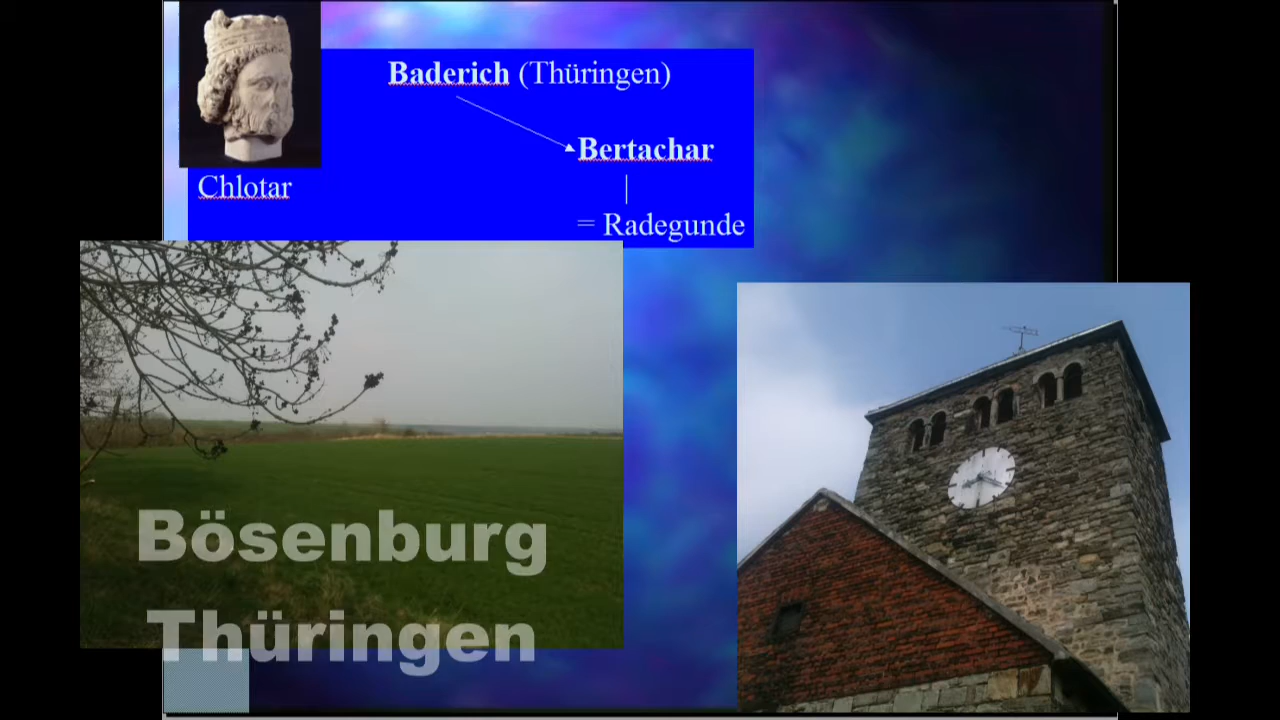 Baderich (Thüringen)
Bertachar
Chlotar
= Radegunde
Bösenburg
Thüringen